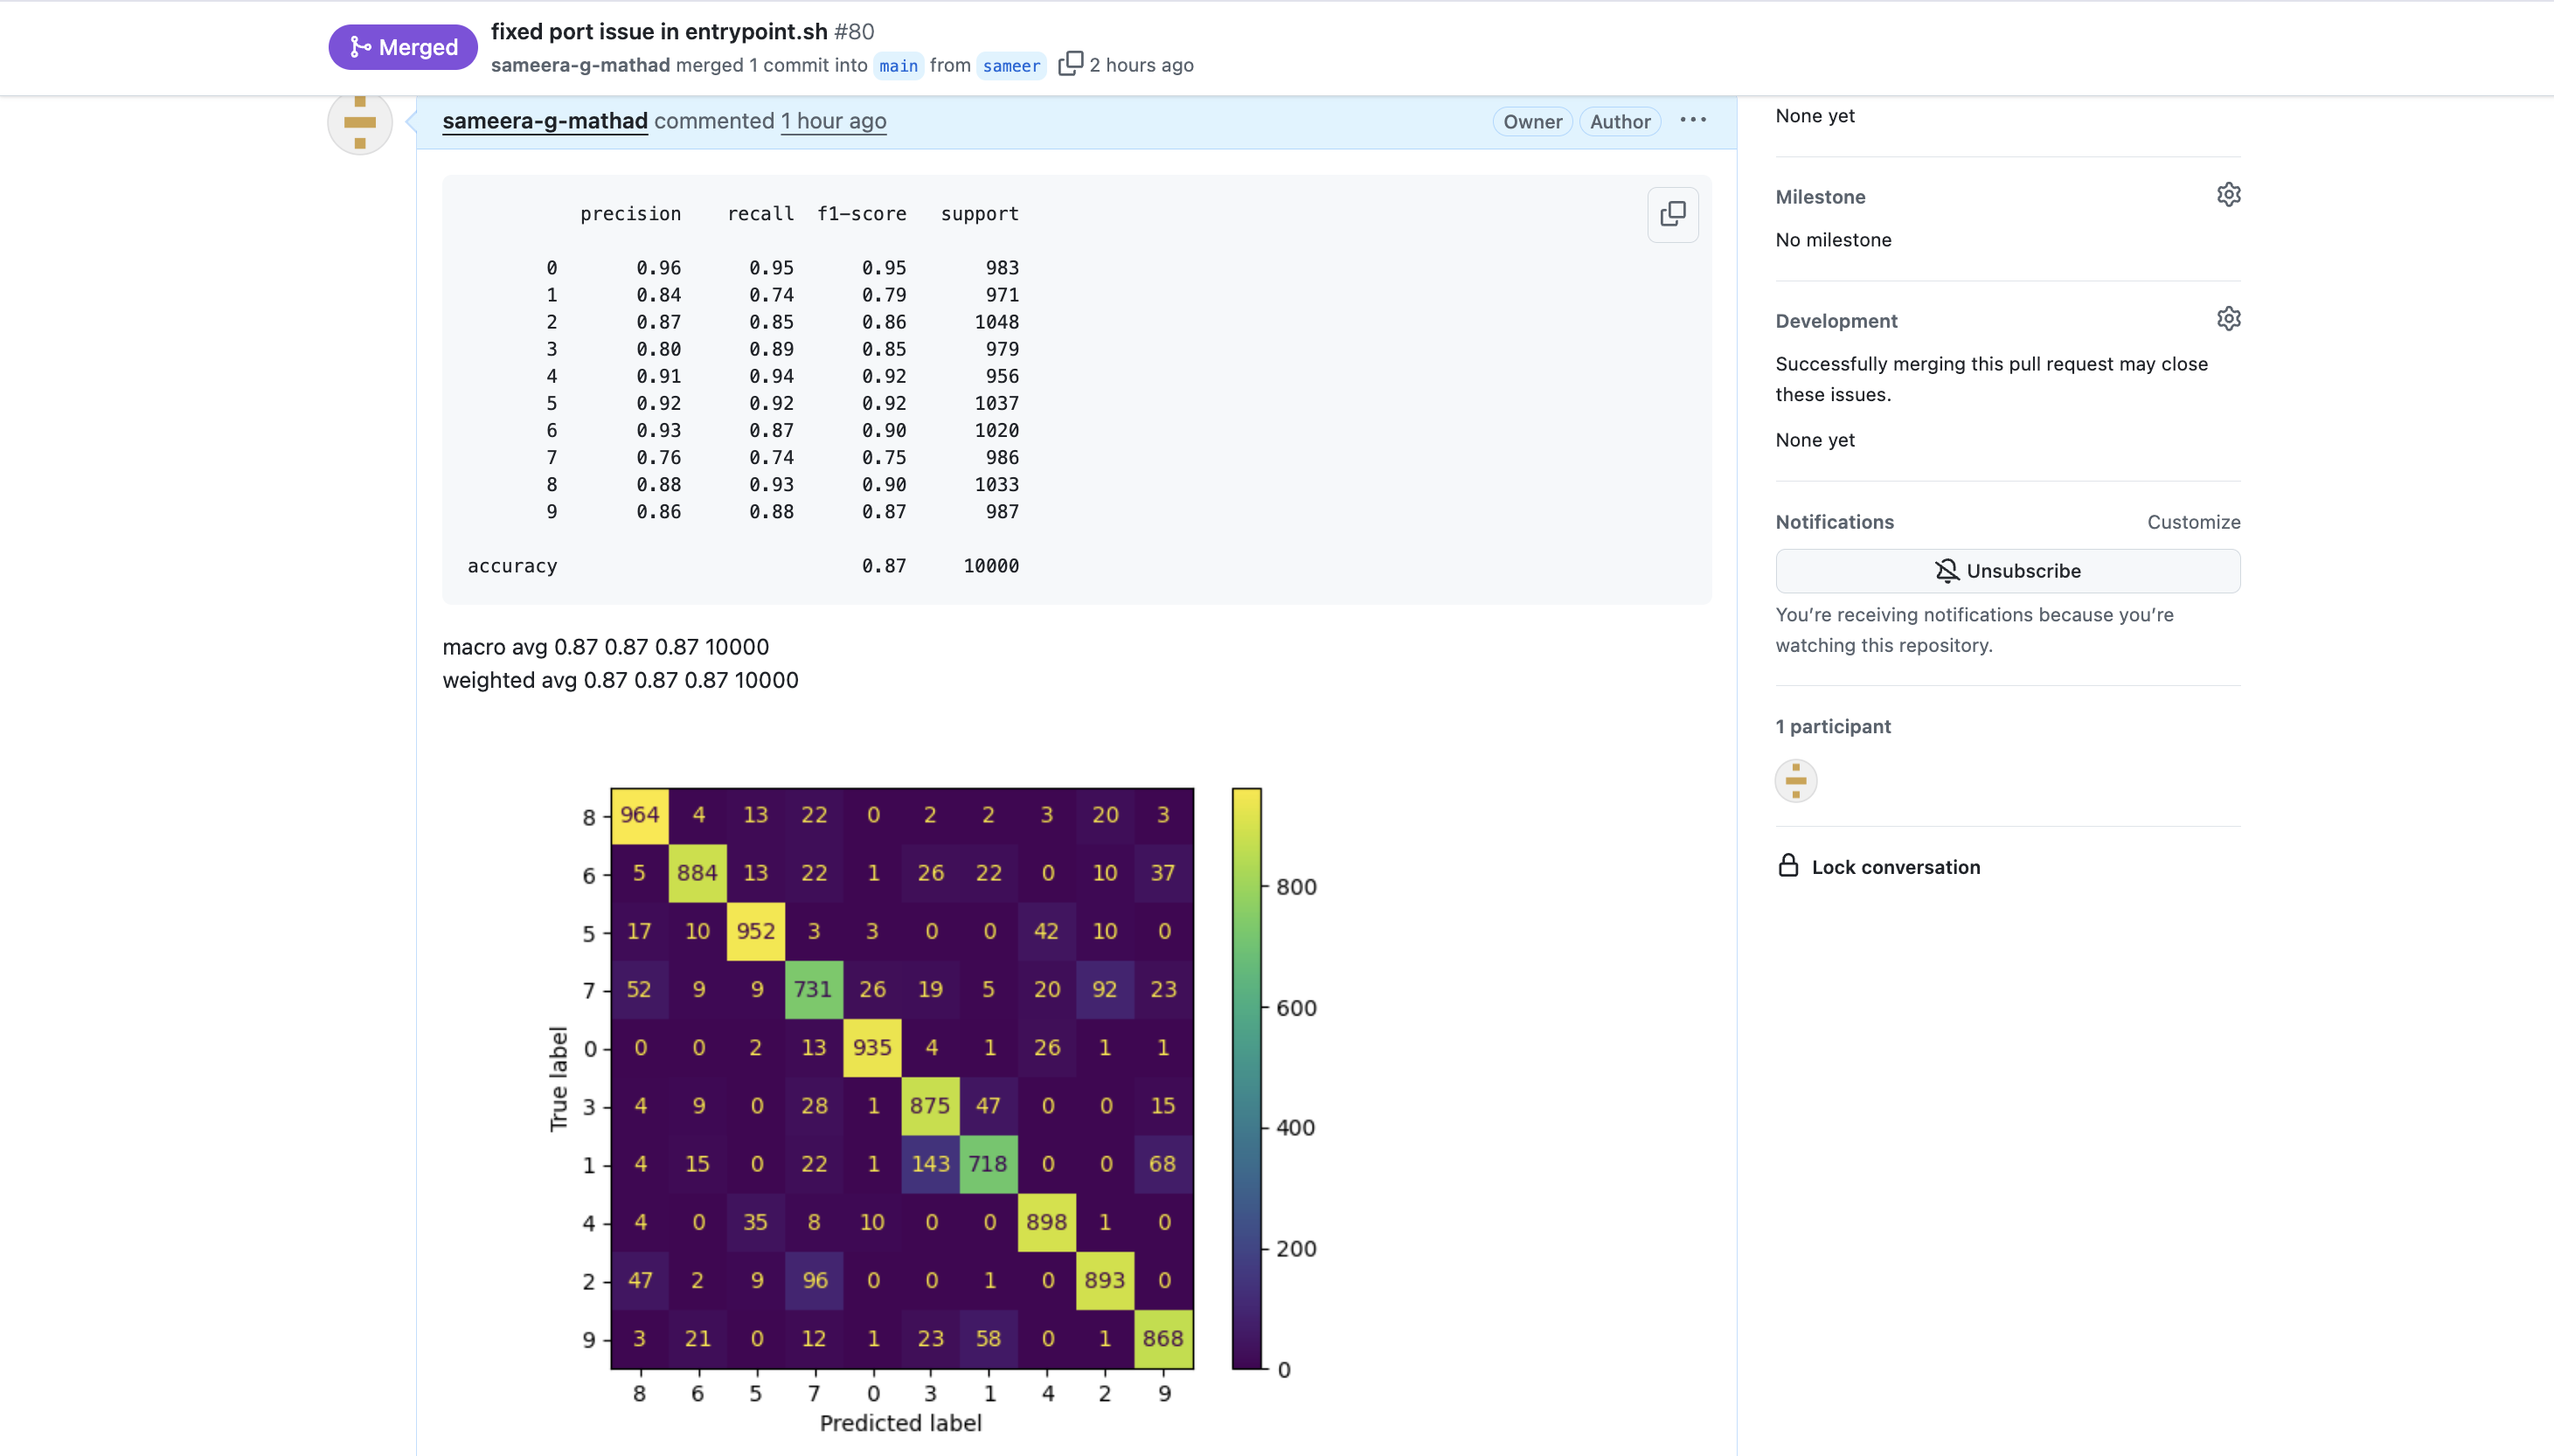 Merged
fixed port issue in entrypoint.sh #80
sameera-g-mathad merged 1 commit into main from sameer 2 hours ago
sameera-g-mathad commented 1 hour ago
Owner Author
precision recall f1-score support
0 0.96 0.95 0.95 983
1 0.84 0.74 0.79 971
2 0.87 0.85 0.86 1048
3 0.80 0.89 0.85 979
4 0.91 0.94 0.92 956
5 0.92 0.92 0.92 1037
6 0.93 0.87 0.90 1020
7 0.76 0.74 0.75 986
8 0.88 0.93 0.90 1033
9 0.86 0.88 0.87 987
accuracy 0.87 10000
macro avg 0.87 0.87 0.87 10000
weighted avg 0.87 0.87 0.87 10000
True label
8 964 4 13 22 0 2 2 3 20 3
6 5 884 13 22 1 26 22 0 10 37
5 17 10 952 3 3 0 0 42 10 0
7 52 9 9 731 26 19 5 20 92 23
0 0 0 2 13 935 4 1 26 1 1
3 4 9 0 28 1 875 47 0 0 15
1 4 15 0 22 1 143 718 0 0 68
4 4 0 35 8 10 0 0 898 1 0
2 47 2 9 96 0 0 1 0 893 0
9 3 21 0 12 1 23 58 0 1 868
8 6 5 7 0 3 1 4 2 9
Predicted label
800
600
400
200
0
None yet
Milestone
No milestone
Development
Successfully merging this pull request may close
these issues.
None yet
Notifications Customize
Unsubscribe
You’re receiving notifications because you’re
watching this repository.
1 participant
Lock conversation